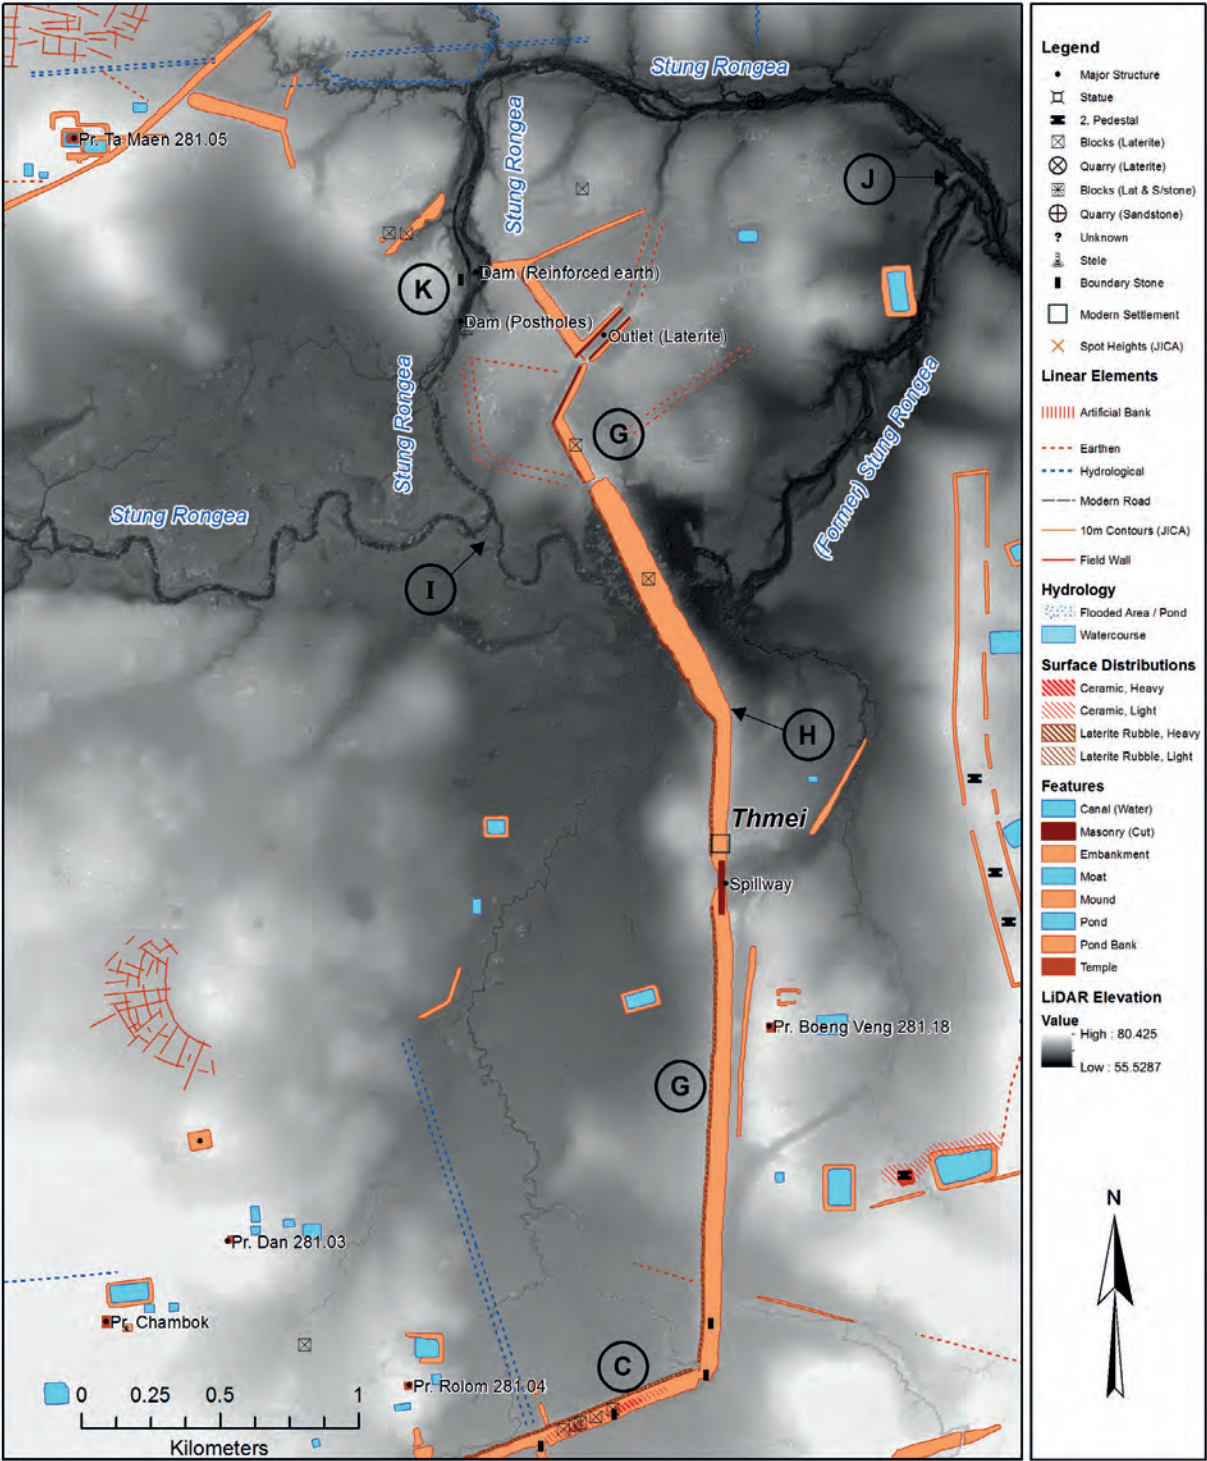 Stung Rongea
Pr. Ta Maen 281.05
J
Stung Rongea
K
Dam (Reinforced earth)
Dam (Postholes)
Outlet (Laterite)
Stung Rongea
G
(Former) Stung Rongea
Stung Rongea
I
H
Thmei
Spillway
Pr. Boeng Veng 281.18
G
Pr. Dan 281.03
Pr. Chambok
C
Pr. Rolom 281.04
0 0.25 0.5 1
Kilometers
Legend
Major Structure
Statue
2, Pedestal
Blocks (Laterite)
Quarry (Laterite)
Blocks (Lat & S/stone)
Quarry (Sandstone)
? Unknown
Stele
Boundary Stone
Modern Settlement
Spot Heights (JICA)
Linear Elements
Artificial Bank
Earthen
Hydrological
Modern Road
10m Contours (JICA)
Field Wall
Hydrology
Flooded Area / Pond
Watercourse
Surface Distributions
Ceramic, Heavy
Ceramic, Light
Laterite Rubble, Heavy
Laterite Rubble, Light
Features
Canal (Water)
Masonry (Cut)
Embankment
Moat
Mound
Pond
Pond Bank
Temple
LiDAR Elevation
Value
High : 80.425
Low : 55.5287
N